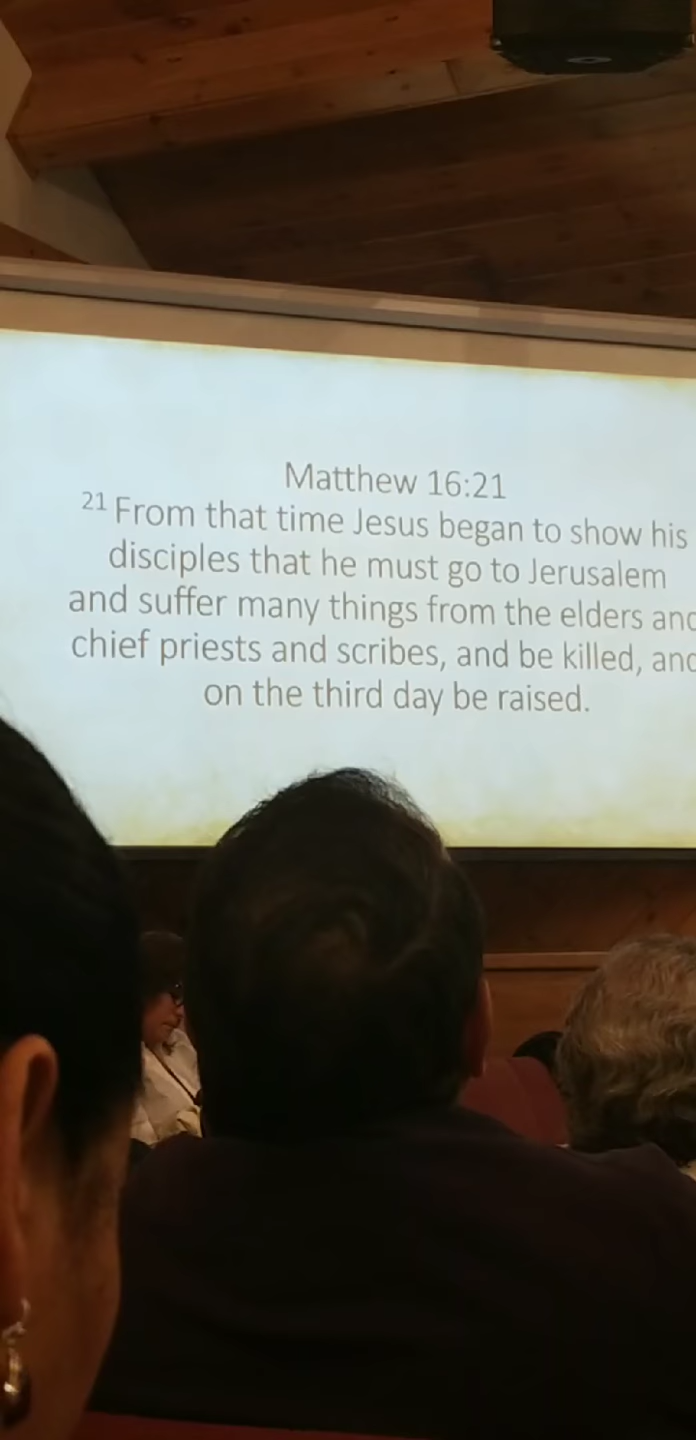 Matthew 16:21
21 From that time Jesus began to show his
disciples that he must go to Jerusalem
and suffer many things from the elders and
chief priests and scribes, and be killed, and
on the third day be raised.